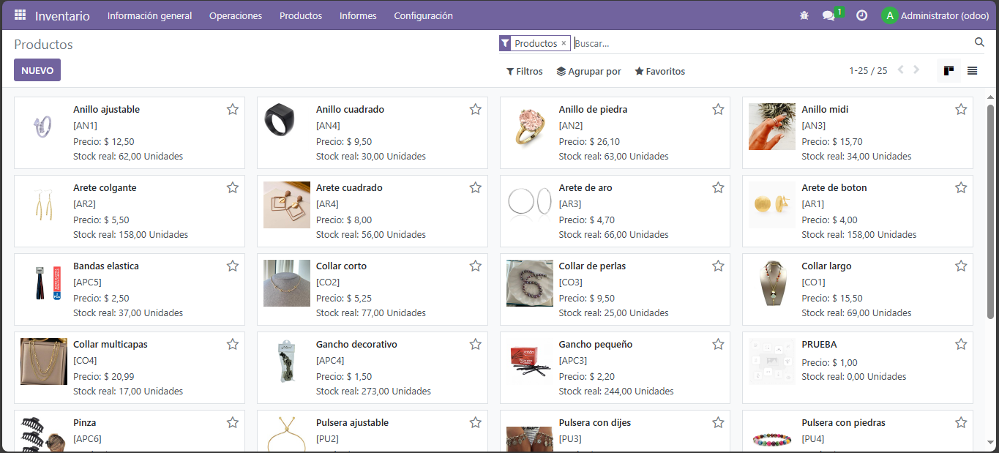 Inventario Información general Operaciones Productos Informes Configuración 1 A Administrator (odoo)
Productos
Productos × Buscar...
NUEVO
Filtros Agrupar por Favoritos 1-25 / 25
Anillo ajustable
[AN1]
Precio: $ 12,50
Stock real: 62,00 Unidades
Anillo cuadrado
[AN4]
Precio: $ 9,50
Stock real: 30,00 Unidades
Anillo de piedra
[AN2]
Precio: $ 26,10
Stock real: 63,00 Unidades
Anillo midi
[AN3]
Precio: $ 15,70
Stock real: 34,00 Unidades
Arete colgante
[AR2]
Precio: $ 5,50
Stock real: 158,00 Unidades
Arete cuadrado
[AR4]
Precio: $ 8,00
Stock real: 56,00 Unidades
Arete de aro
[AR3]
Precio: $ 4,70
Stock real: 66,00 Unidades
Arete de boton
[AR1]
Precio: $ 4,00
Stock real: 158,00 Unidades
Bandas elastica
[APC5]
Precio: $ 2,50
Stock real: 37,00 Unidades
Collar corto
[CO2]
Precio: $ 5,25
Stock real: 77,00 Unidades
Collar de perlas
[CO3]
Precio: $ 9,50
Stock real: 25,00 Unidades
Collar largo
[CO1]
Precio: $ 15,50
Stock real: 69,00 Unidades
Collar multicapas
[CO4]
Precio: $ 20,99
Stock real: 17,00 Unidades
Gancho decorativo
[APC4]
Precio: $ 1,50
Stock real: 273,00 Unidades
Gancho pequeño
[APC3]
Precio: $ 2,20
Stock real: 244,00 Unidades
PRUEBA
Precio: $ 1,00
Stock real: 0,00 Unidades
Pinza
[APC6]
Pulsera ajustable
[PU2]
Pulsera con dijes
[PU3]
Pulsera con piedras
[PU4]